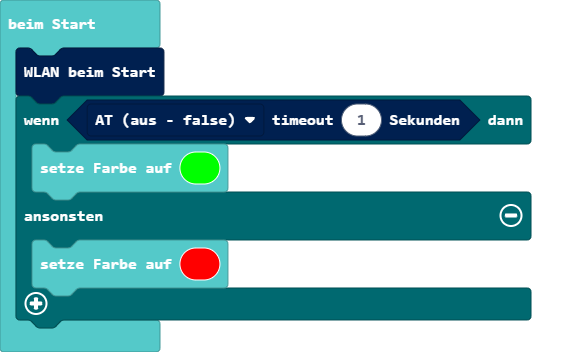 beim Start
WLAN beim Start
wenn AT (aus - false) timeout 1 Sekunden dann
setze Farbe auf
ansonsten
setze Farbe auf